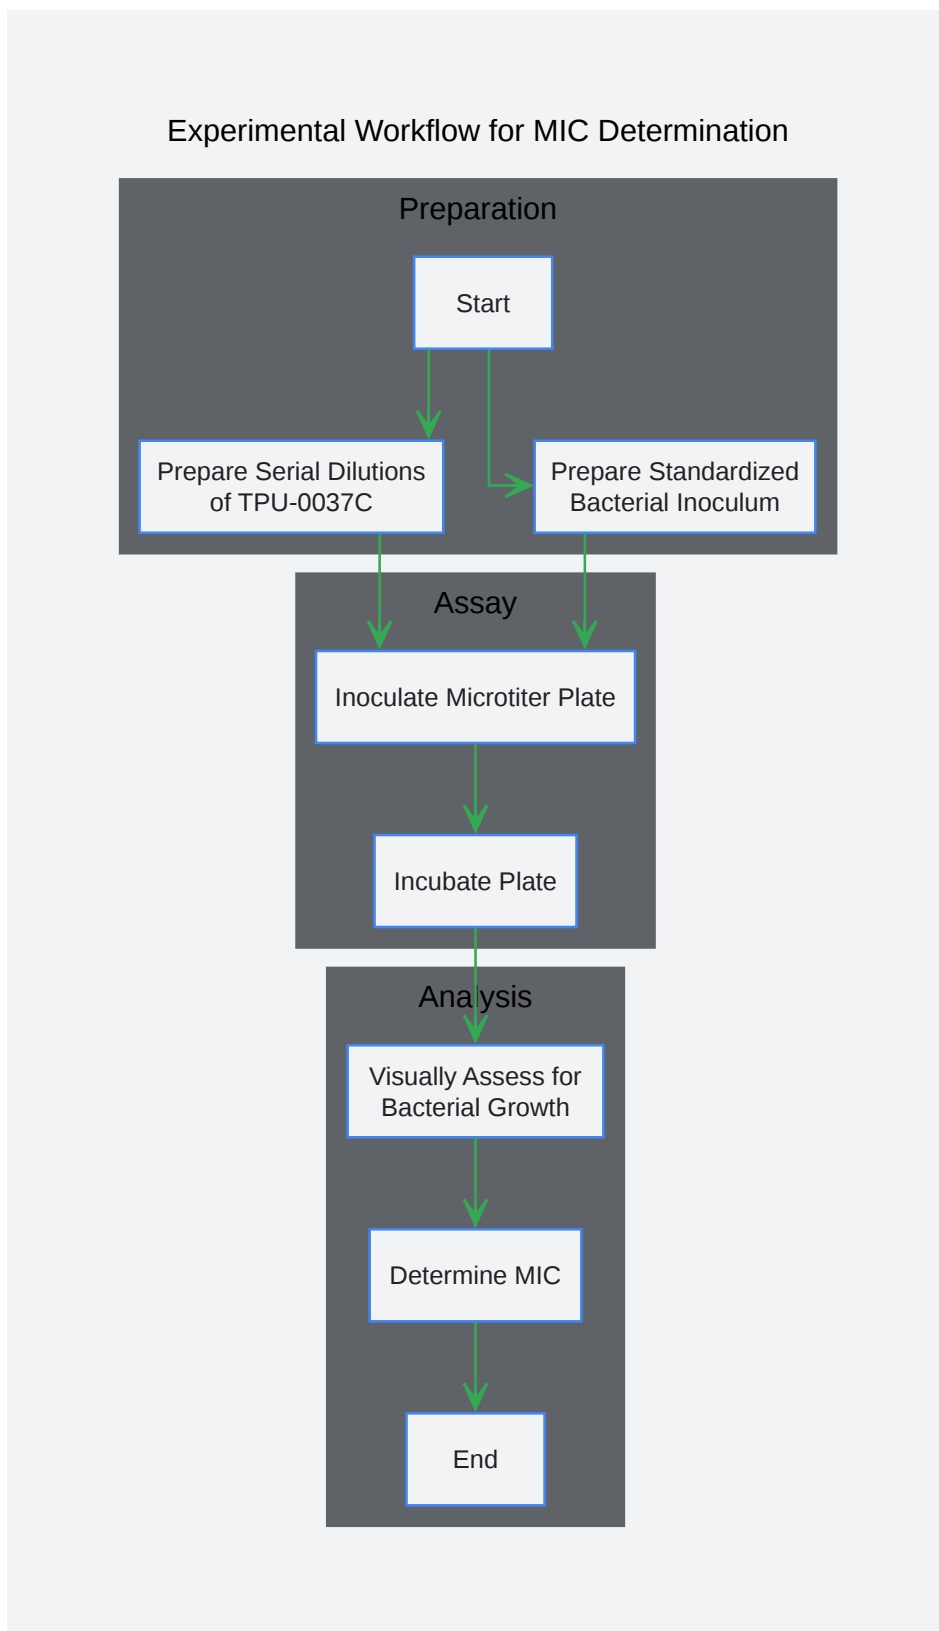 Experimental Workflow for MIC Determination
Preparation
Start
Prepare Serial Dilutions
of TPU-0037C
Prepare Standardized
Bacterial Inoculum
Assay
Inoculate Microtiter Plate
Incubate Plate
Analysis
Visually Assess for
Bacterial Growth
Determine MIC
End